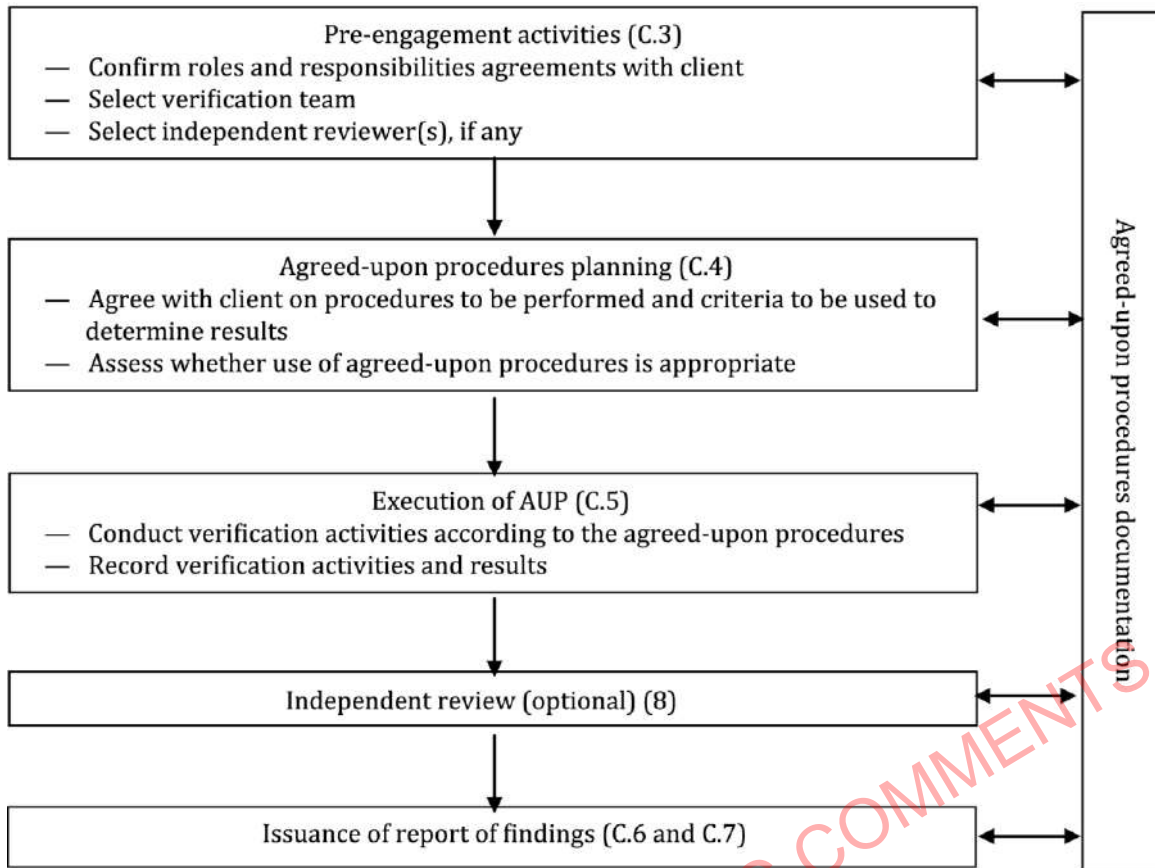 Pre-engagement activities (C.3)
— Confirm roles and responsibilities agreements with client
— Select verification team
— Select independent reviewer(s), if any
Agreed-upon procedures planning (C.4)
— Agree with client on procedures to be performed and criteria to be used to
determine results
— Assess whether use of agreed-upon procedures is appropriate
Execution of AUP (C.5)
— Conduct verification activities according to the agreed-upon procedures
— Record verification activities and results
Independent review (optional) (8)
Issuance of report of findings (C.6 and C.7)
Agreed-upon procedures documentation
COMMENTS